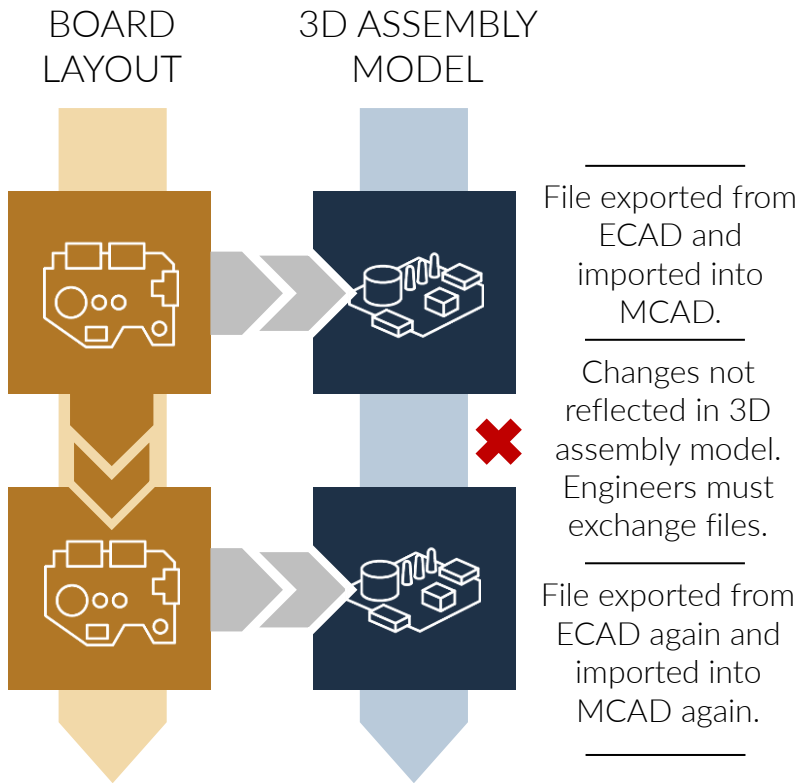 BOARD
LAYOUT
3D ASSEMBLY
MODEL
File exported from
ECAD and
imported into
MCAD.
Changes not
reflected in 3D
assembly model.
Engineers must
exchange files.
File exported from
ECAD again and
imported into
MCAD again.